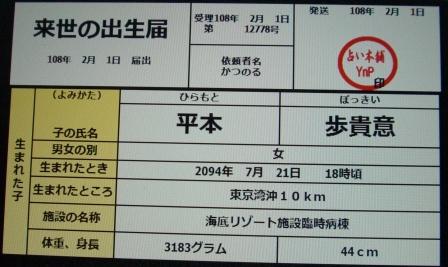 来世の出生届
108年 2月 1日 届出
受理108年 2月 1日
第 12778号
依頼者名
かつのる
発送 108年 2月 1日
占い本舗
YnP
印
生まれた子
(よみかた)
ひらもと
ぽっきい
子の氏名
平本
歩貴意
男女の別
女
生まれたとき
2094年 7月 21日 18時頃
生まれたところ
東京湾沖10km
施設の名称
海底リゾート施設臨時病棟
体重、身長
3183グラム
44cm